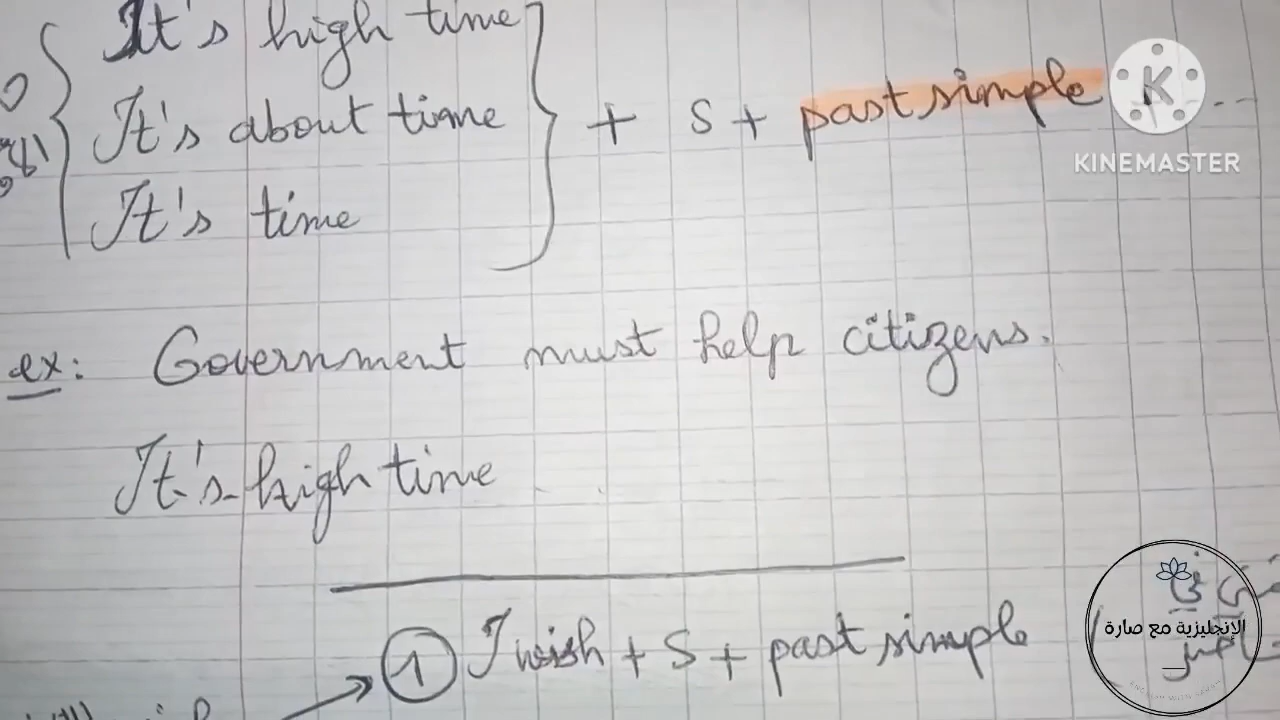 It's high time
It's about time + S + past simple ...
It's time
KINEMASTER
ex: Government must help citizens.
It's high time
① I wish + S + past simple
الإنجليزية مع صارة